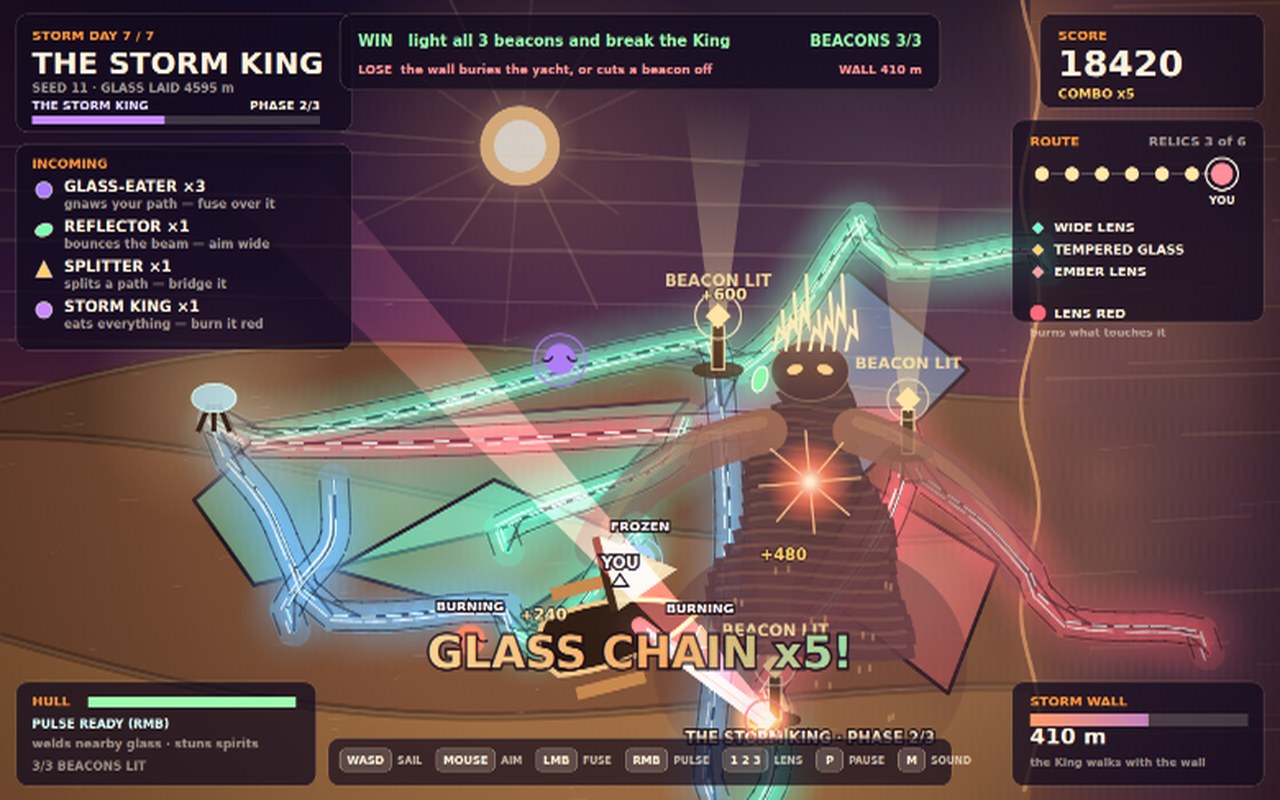 STORM DAY 7 / 7
THE STORM KING
SEED 11 · GLASS LAID 4595 m
THE STORM KING PHASE 2/3
WIN light all 3 beacons and break the King BEACONS 3/3
LOSE the wall buries the yacht, or cuts a beacon off WALL 410 m
SCORE
18420
COMBO x5
INCOMING
GLASS-EATER ×3
gnaws your path — fuse over it
REFLECTOR ×1
bounces the beam — aim wide
SPLITTER ×1
splits a path — bridge it
STORM KING ×1
eats everything — burn it red
ROUTE RELICS 3 of 6
YOU
WIDE LENS
TEMPERED GLASS
EMBER LENS
LENS RED
burns what touches it
BEACON LIT
+600
BEACON LIT
FROZEN
YOU
+480
BURNING
+240
BURNING
BEACON LIT
GLASS CHAIN x5!
THE STORM KING · PHASE 2/3
HULL
PULSE READY (RMB)
welds nearby glass · stuns spirits
3/3 BEACONS LIT
WASD SAIL MOUSE AIM LMB FUSE RMB PULSE 1 2 3 LENS P PAUSE M SOUND
STORM WALL
410 m
the King walks with the wall